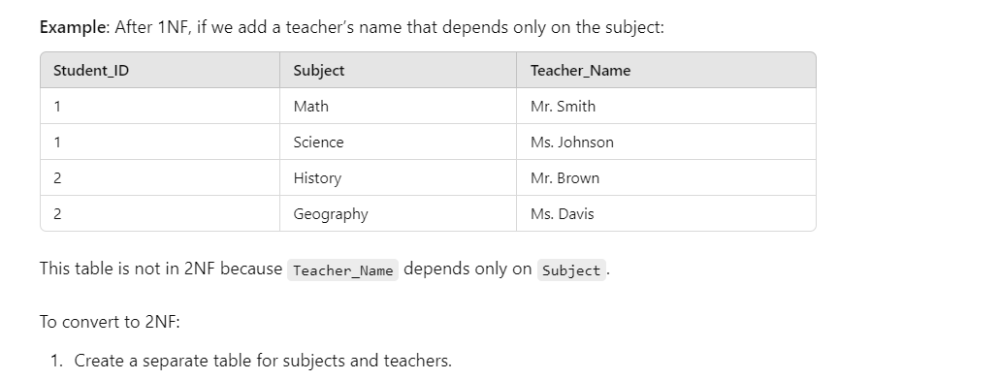 Example: After 1NF, if we add a teacher’s name that depends only on the subject:
Student_ID Subject Teacher_Name
1 Math Mr. Smith
1 Science Ms. Johnson
2 History Mr. Brown
2 Geography Ms. Davis
This table is not in 2NF because Teacher_Name depends only on Subject.
To convert to 2NF:
1. Create a separate table for subjects and teachers.